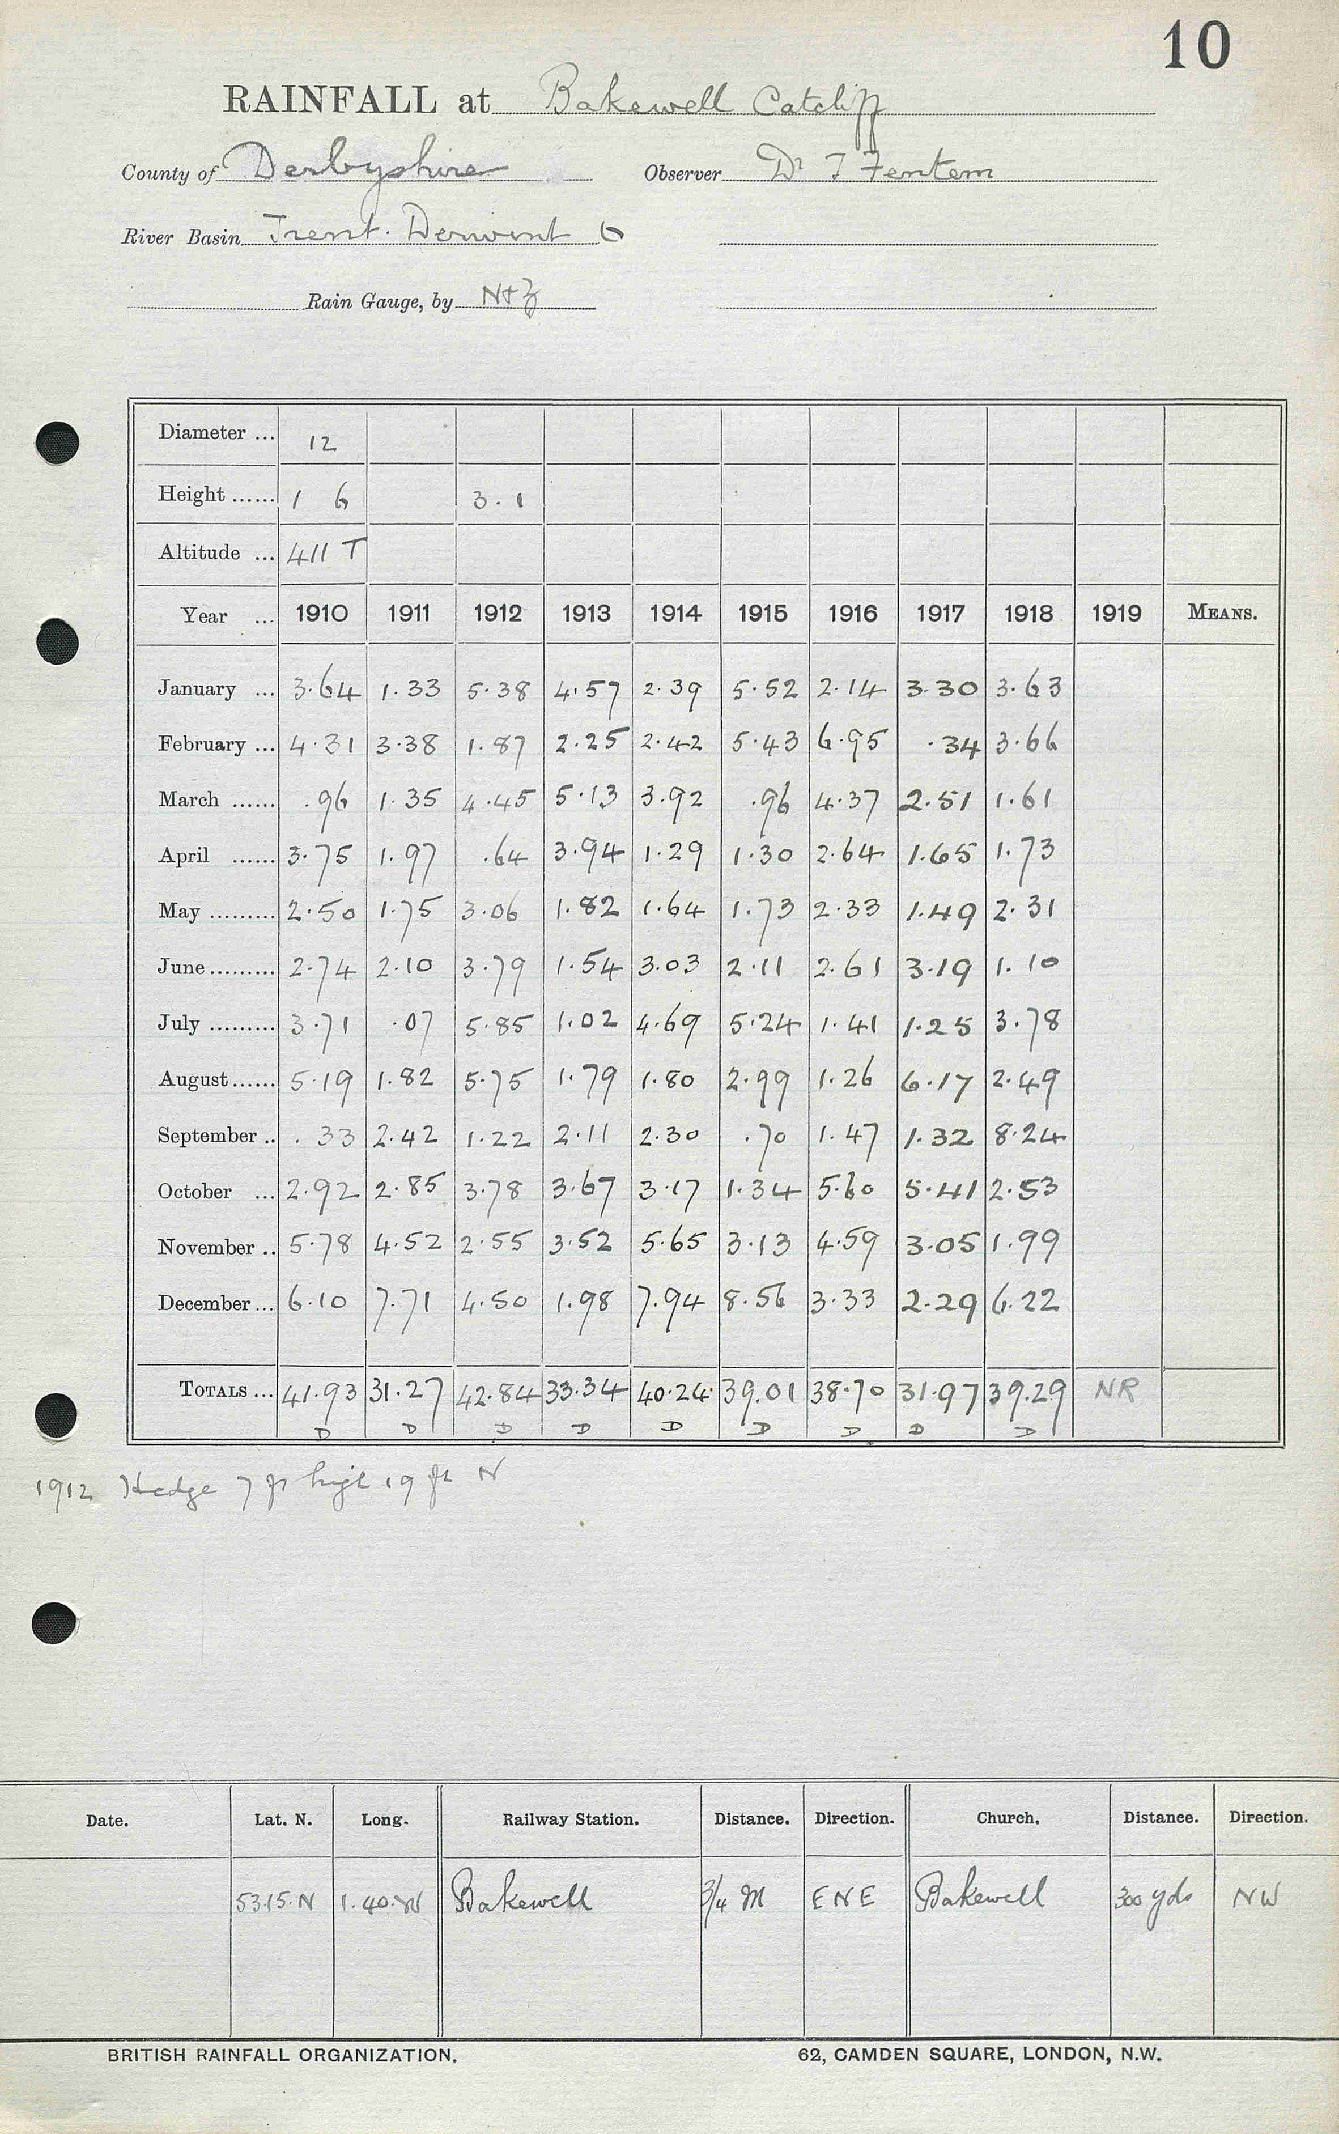 10
RAINFALL at Bakewell Catcliff
County of Derbyshire Observer Dr T Fentem
River Basin Trent. Derwent 6
Rain Gauge, by N+Z
Diameter ... 12
Height ...... 1 6 3.1
Altitude ... 411 T
Year ... 1910 1911 1912 1913 1914 1915 1916 1917 1918 1919 MEANS.
January ... 3.64 1.33 5.38 4.57 2.39 5.52 2.14 3.30 3.63
February ... 4.31 3.38 1.87 2.25 2.42 5.43 6.95 .34 3.66
March ...... .96 1.35 4.45 5.13 3.92 .96 4.37 2.51 1.61
April ...... 3.75 1.97 .64 3.94 1.29 1.30 2.64 1.65 1.73
May ......... 2.50 1.75 3.06 1.82 1.64 1.73 2.33 1.49 2.31
June ......... 2.74 2.10 3.79 1.54 3.03 2.11 2.61 3.19 1.10
July ......... 3.71 .07 5.85 1.02 4.69 5.24 1.41 1.25 3.78
August ...... 5.19 1.82 5.75 1.79 1.80 2.99 1.26 6.17 2.49
September .. .33 2.42 1.22 2.11 2.30 .70 1.47 1.32 8.24
October ... 2.92 2.85 3.78 3.67 3.17 1.34 5.60 5.41 2.53
November .. 5.78 4.52 2.55 3.52 5.65 3.13 4.59 3.05 1.99
December ... 6.10 7.71 4.50 1.98 7.94 8.56 3.33 2.29 6.22
TOTALS ... 41.93 31.27 42.84 33.34 40.24 39.01 38.70 31.97 39.29 NR
D D D D D D D D D
1912 Hedge 7 ft high 19 ft N
Date. Lat. N. Long. Railway Station. Distance. Direction. Church. Distance. Direction.
53.15.N 1.40.W Bakewell 3/4 M ENE Bakewell 300 yds NW
BRITISH RAINFALL ORGANIZATION. 62, CAMDEN SQUARE, LONDON, N.W.